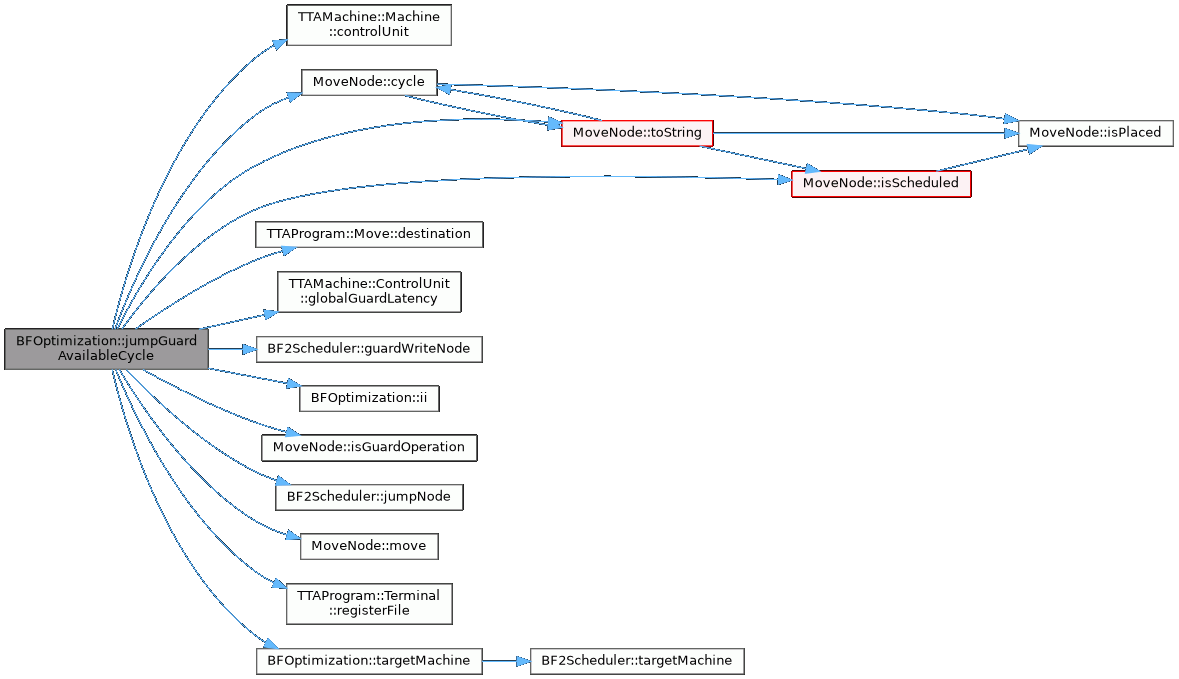 TTAMachine::Machine
::controlUnit
MoveNode::cycle
MoveNode::toString
MoveNode::isPlaced
MoveNode::isScheduled
TTAProgram::Move::destination
TTAMachine::ControlUnit
::globalGuardLatency
BFOptimization::jumpGuard
AvailableCycle
BF2Scheduler::guardWriteNode
BFOptimization::ii
MoveNode::isGuardOperation
BF2Scheduler::jumpNode
MoveNode::move
TTAProgram::Terminal
::registerFile
BFOptimization::targetMachine
BF2Scheduler::targetMachine